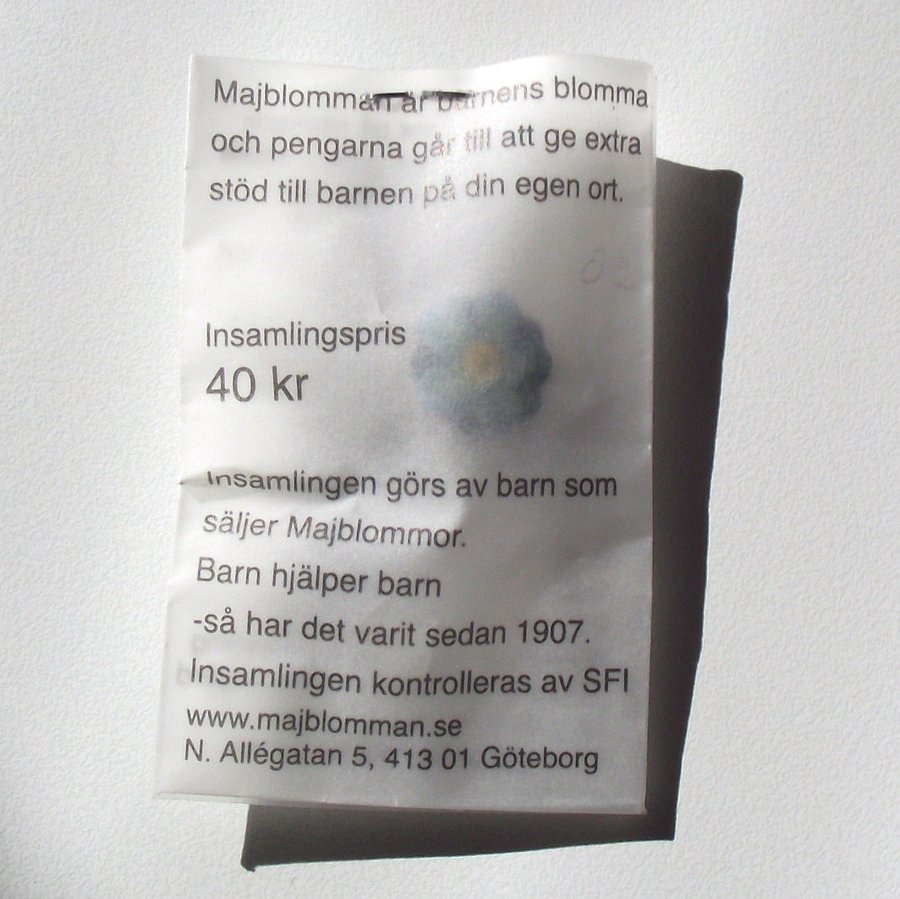 Majblomman är barnens blomma
och pengarna går till att ge extra
stöd till barnen på din egen ort.
Insamlingspris
40 kr
Insamlingen görs av barn som
säljer Majblommor.
Barn hjälper barn
-så har det varit sedan 1907.
Insamlingen kontrolleras av SFI
www.majblomman.se
N. Allégatan 5, 413 01 Göteborg